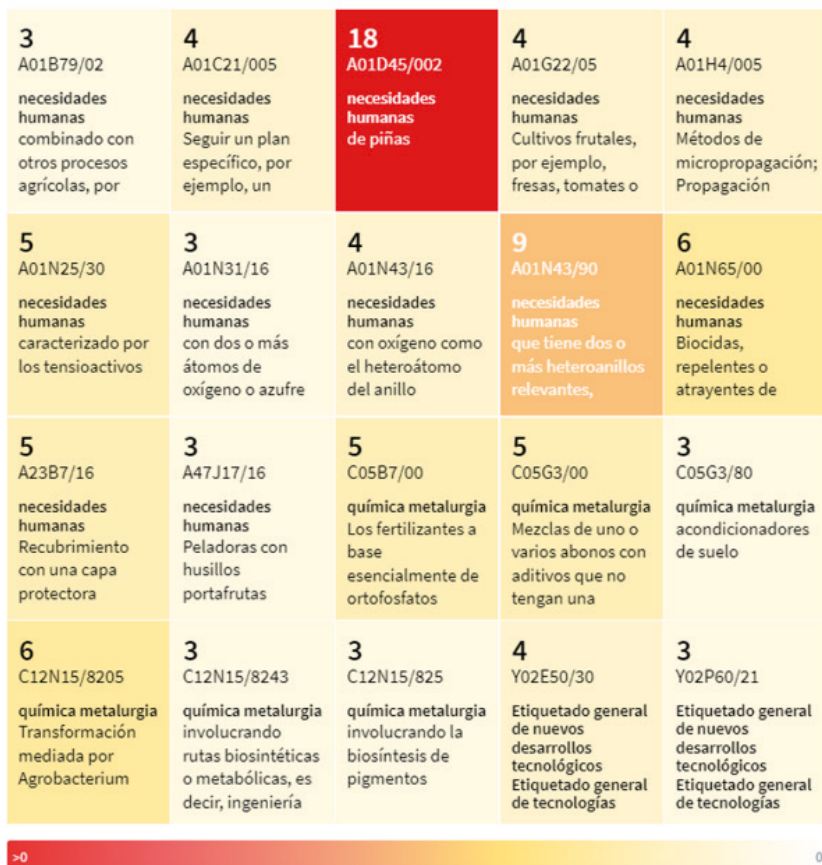 3
A01B79/02
necesidades
humanas
combinado con
otros procesos
agrícolas, por
4
A01C21/005
necesidades
humanas
Seguir un plan
específico, por
ejemplo, un
18
A01D45/002
necesidades
humanas
de piñas
4
A01G22/05
necesidades
humanas
Cultivos frutales,
por ejemplo,
fresas, tomates o
4
A01H4/005
necesidades
humanas
Métodos de
micropropagación;
Propagación
5
A01N25/30
necesidades
humanas
caracterizado por
los tensioactivos
3
A01N31/16
necesidades
humanas
con dos o más
átomos de
oxígeno o azufre
4
A01N43/16
necesidades
humanas
con oxígeno como
el heteroátomo
del anillo
9
A01N43/90
necesidades
humanas
que tiene dos o
más heteroanillos
relevantes,
6
A01N65/00
necesidades
humanas
Biocidas,
repelentes o
atrayentes de
5
A23B7/16
necesidades
humanas
Recubrimiento
con una capa
protectora
3
A47J17/16
necesidades
humanas
Peladoras con
husillos
portafrutas
5
C05B7/00
química metalurgia
Los fertilizantes a
base
esencialmente de
ortofosfatos
5
C05G3/00
química metalurgia
Mezclas de uno o
varios abonos con
aditivos que no
tengan una
3
C05G3/80
química metalurgia
acondicionadores
de suelo
6
C12N15/8205
química metalurgia
Transformación
mediada por
Agrobacterium
3
C12N15/8243
química metalurgia
involucrando
rutas biosintéticas
o metabólicas, es
decir, ingeniería
3
C12N15/825
química metalurgia
involucrando la
biosíntesis de
pigmentos
4
Y02E50/30
Etiquetado general
de nuevos
desarrollos
tecnológicos
Etiquetado general
de tecnologías
3
Y02P60/21
Etiquetado general
de nuevos
desarrollos
tecnológicos
Etiquetado general
de tecnologías
>0
0